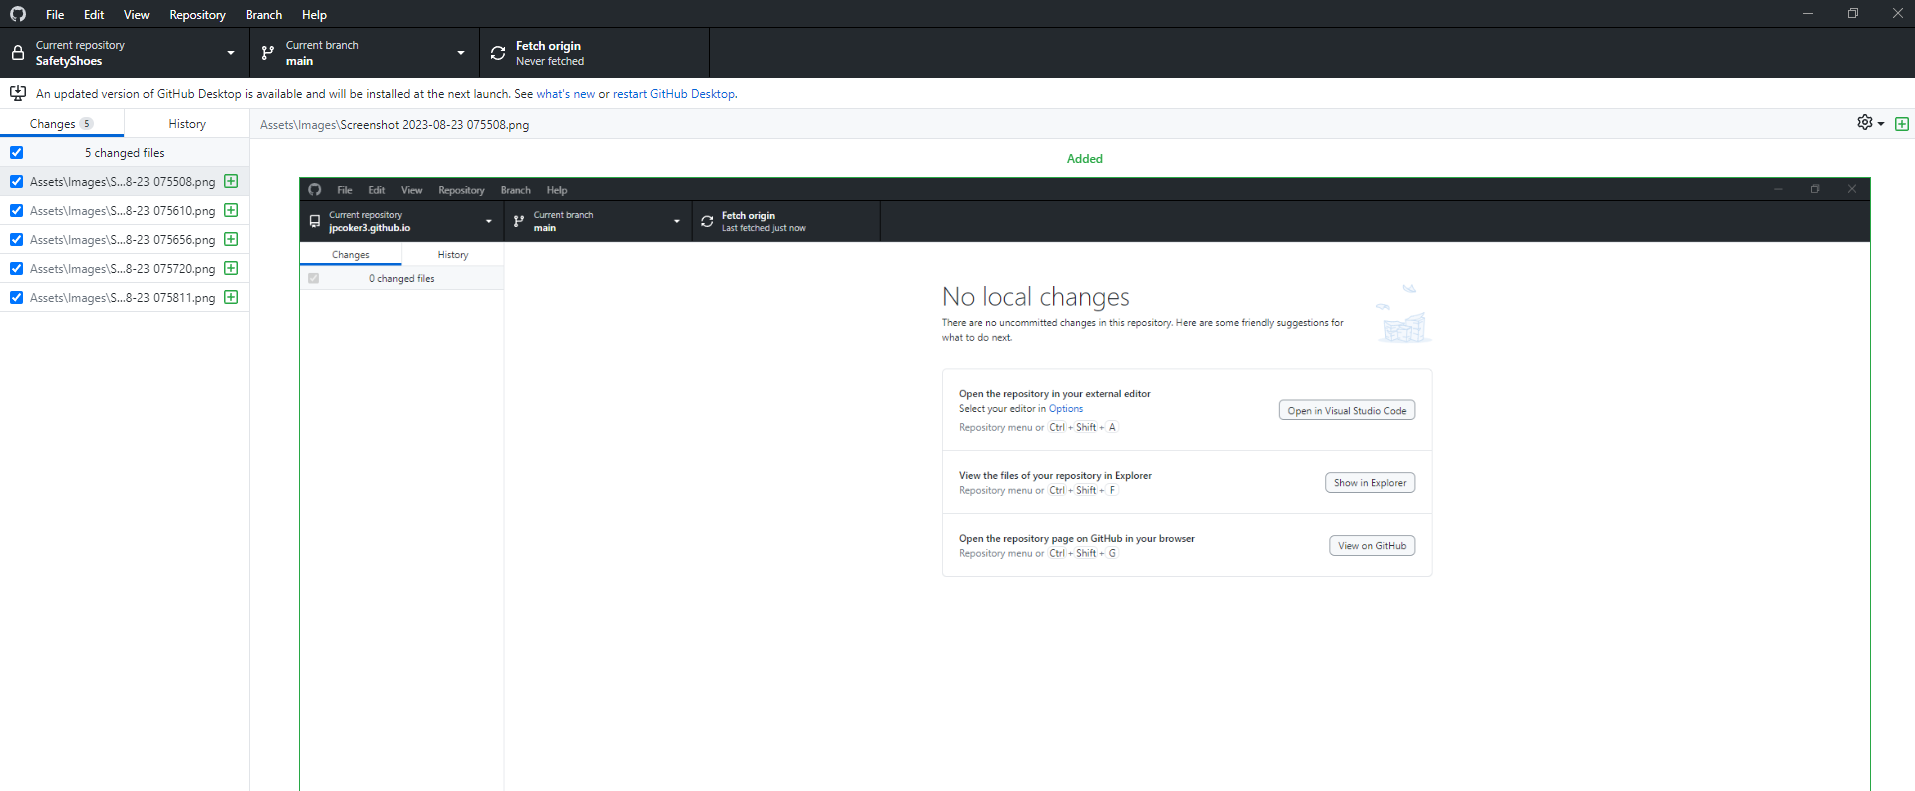 File Edit View Repository Branch Help
Current repository
SafetyShoes
Current branch
main
Fetch origin
Never fetched
An updated version of GitHub Desktop is available and will be installed at the next launch. See what's new or restart GitHub Desktop.
Changes 5
History
5 changed files
Assets\Images\S...8-23 075508.png
Assets\Images\S...8-23 075610.png
Assets\Images\S...8-23 075656.png
Assets\Images\S...8-23 075720.png
Assets\Images\S...8-23 075811.png
Assets\Images\Screenshot 2023-08-23 075508.png
Added
File Edit View Repository Branch Help
Current repository
jpcoker3.github.io
Current branch
main
Fetch origin
Last fetched just now
Changes
History
0 changed files
No local changes
There are no uncommitted changes in this repository. Here are some friendly suggestions for
what to do next.
Open the repository in your external editor
Select your editor in Options
Repository menu or Ctrl + Shift + A
Open in Visual Studio Code
View the files of your repository in Explorer
Repository menu or Ctrl + Shift + F
Show in Explorer
Open the repository page on GitHub in your browser
Repository menu or Ctrl + Shift + G
View on GitHub